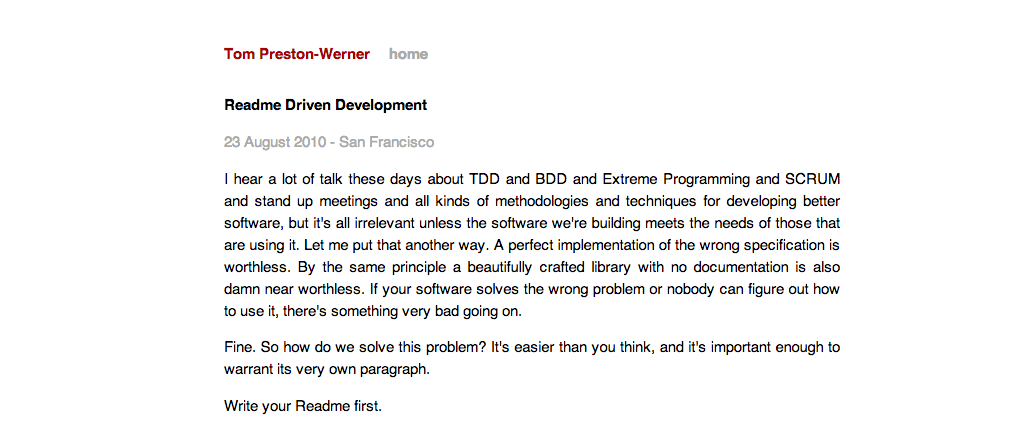 Tom Preston-Werner home
Readme Driven Development
23 August 2010 - San Francisco
I hear a lot of talk these days about TDD and BDD and Extreme Programming and SCRUM
and stand up meetings and all kinds of methodologies and techniques for developing better
software, but it's all irrelevant unless the software we're building meets the needs of those that
are using it. Let me put that another way. A perfect implementation of the wrong specification is
worthless. By the same principle a beautifully crafted library with no documentation is also
damn near worthless. If your software solves the wrong problem or nobody can figure out how
to use it, there's something very bad going on.
Fine. So how do we solve this problem? It's easier than you think, and it's important enough to
warrant its very own paragraph.
Write your Readme first.